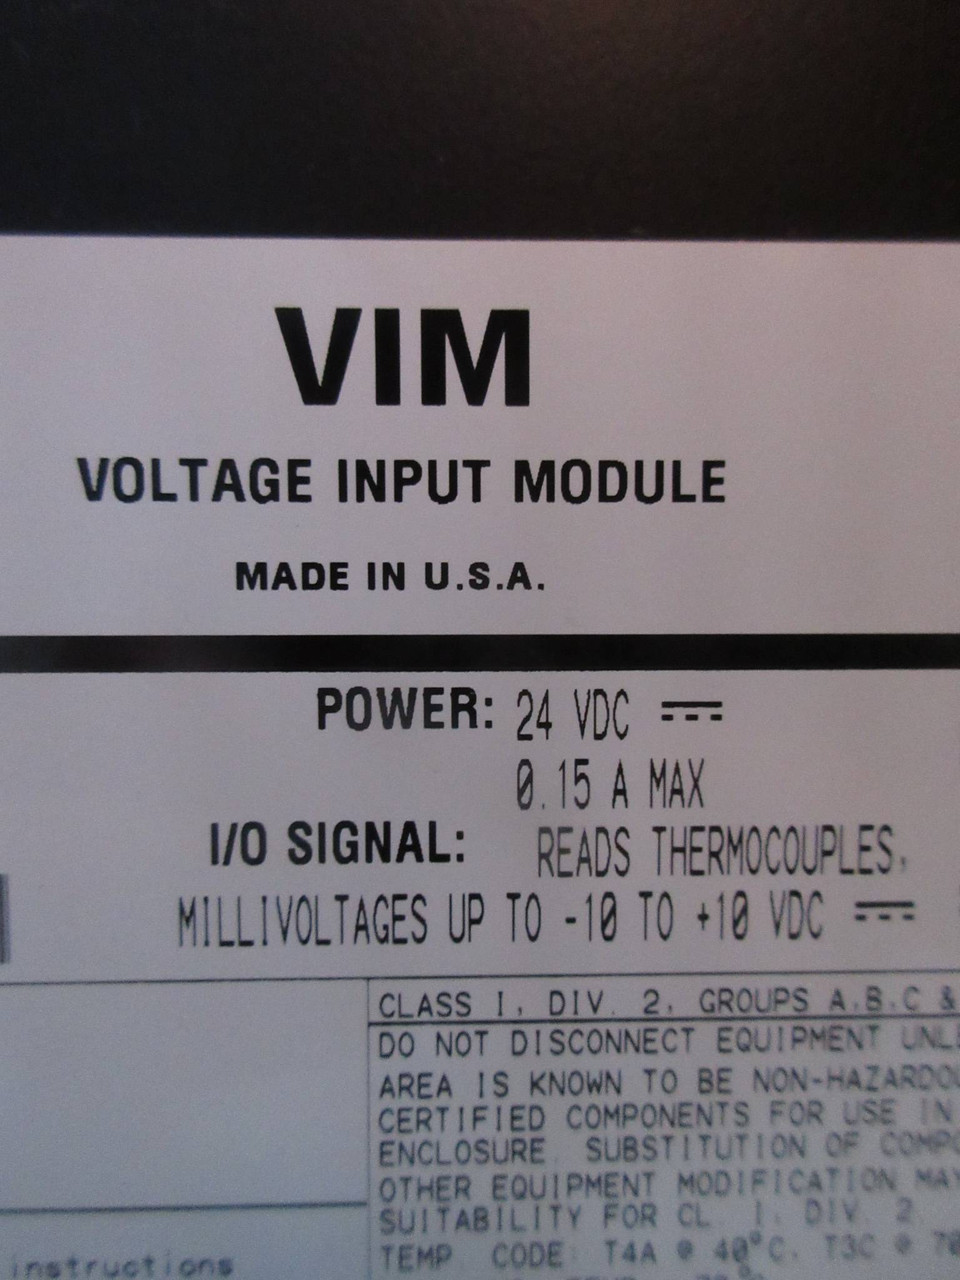 VIM
VOLTAGE INPUT MODULE
MADE IN U.S.A.
POWER: 24 VDC
0.15 A MAX
I/O SIGNAL: READS THERMOCOUPLES,
MILLIVOLTAGES UP TO -10 TO +10 VDC
CLASS I, DIV. 2, GROUPS A,B,C &
DO NOT DISCONNECT EQUIPMENT
AREA IS KNOWN TO BE
CERTIFIED COMPONENTS FOR USE IN
ENCLOSURE. SUBSTITUTION OF
OTHER EQUIPMENT MODIFICATION MAY
SUITABILITY FOR CL. I, DIV. 2.
TEMP CODE: T4A @ 40°C, T3C @ 70
instructions